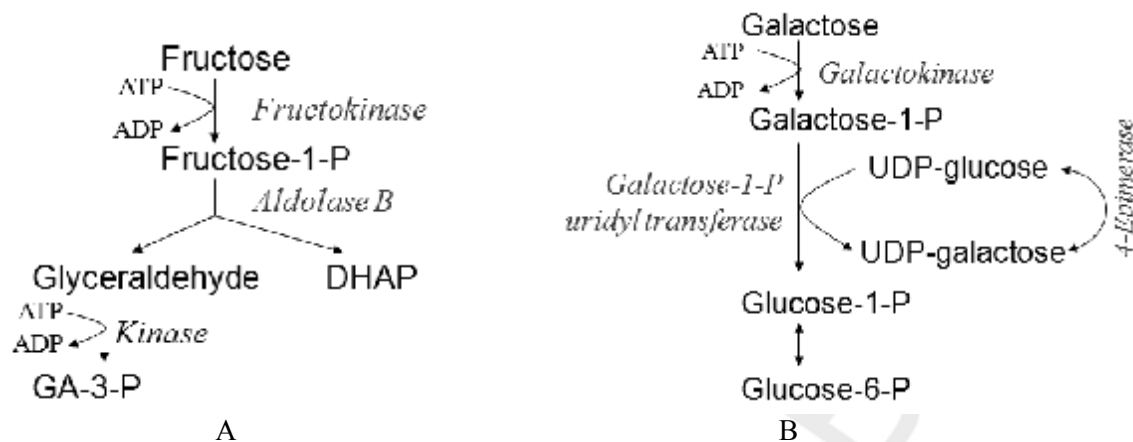 Fructose
ATP
ADP
Fructokinase
Fructose-1-P
Aldolase B
Glyceraldehyde
DHAP
ATP
ADP
Kinase
GA-3-P
A
Galactose
ATP
ADP
Galactokinase
Galactose-1-P
Galactose-1-P
uridyl transferase
UDP-glucose
UDP-galactose
4-Epimerase
Glucose-1-P
Glucose-6-P
B